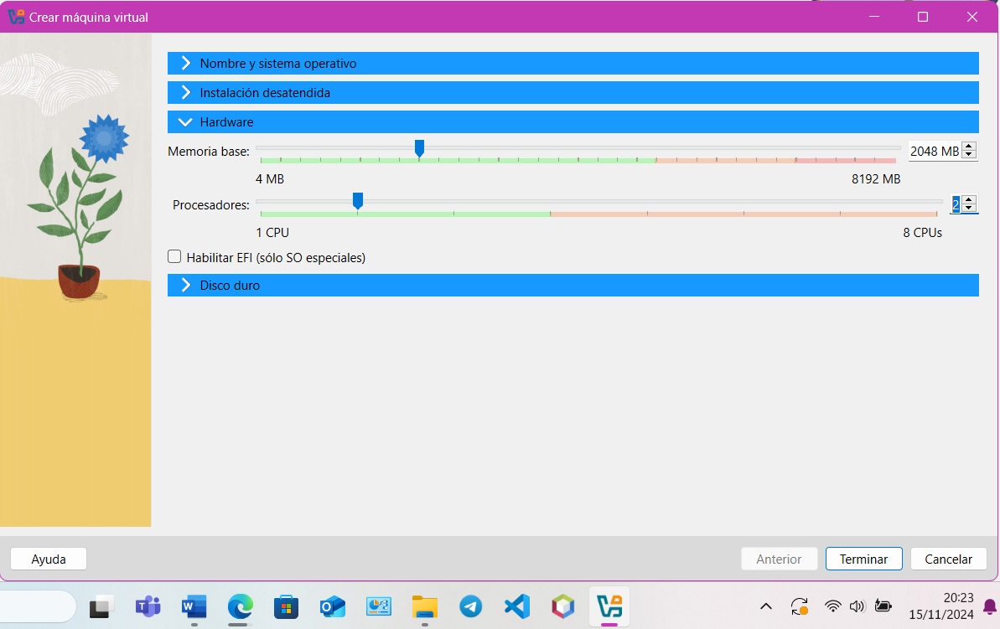 Crear máquina virtual
Nombre y sistema operativo
Instalación desatendida
Hardware
Memoria base:
2048 MB
4 MB
8192 MB
Procesadores:
2
1 CPU
8 CPUs
Habilitar EFI (sólo SO especiales)
Disco duro
Ayuda
Anterior
Terminar
Cancelar
20:23
15/11/2024